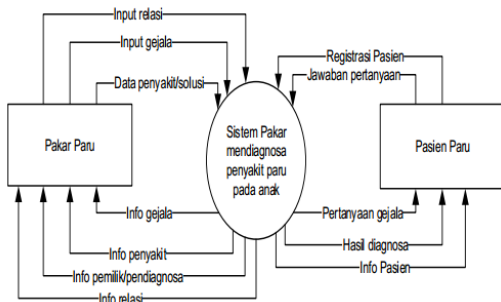 Input relasi
Input gejala
Data penyakit/solusi
Registrasi Pasien
Jawaban pertanyaan
Pakar Paru
Sistem Pakar
mendiagnosa
penyakit paru
pada anak
Pasien Paru
Info gejala
Info penyakit
Info pemilik/pendiagnosa
Info relasi
Pertanyaan gejala
Hasil diagnosa
Info Pasien